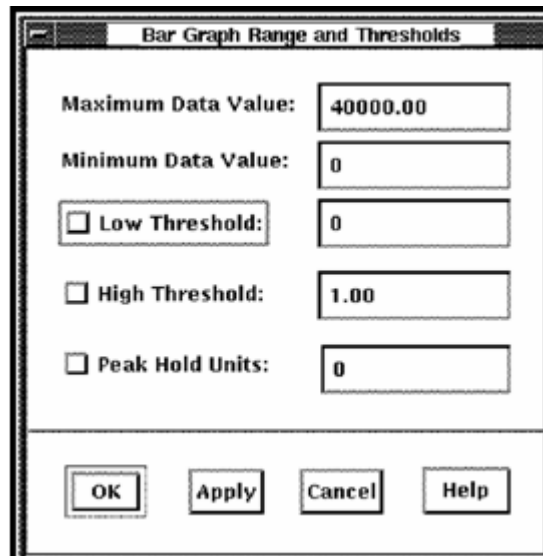 Bar Graph Range and Thresholds
Maximum Data Value: 40000.00
Minimum Data Value: 0
Low Threshold: 0
High Threshold: 1.00
Peak Hold Units: 0
OK Apply Cancel Help